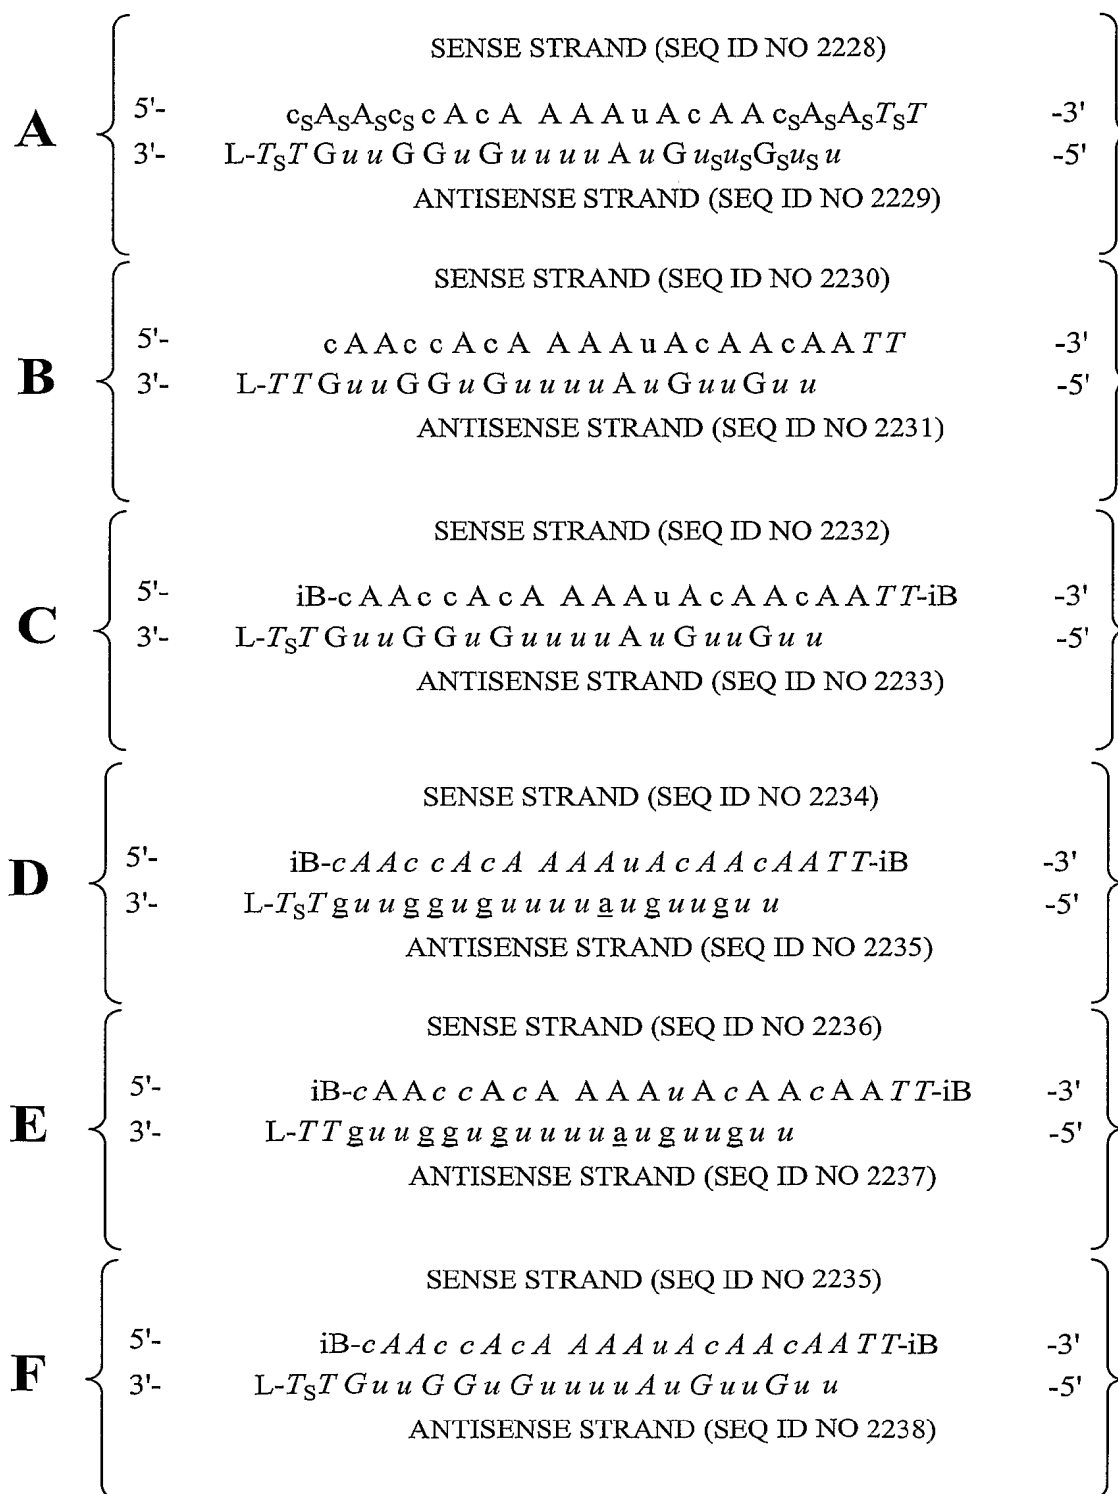 SENSE STRAND (SEQ ID NO 2228)
5'- cSASAScS c A c A A A A u A c A A cSASASTST -3'
A
3'- L-TST G u u G G u G u u u u A u G uSuSGSuS u -5'
ANTISENSE STRAND (SEQ ID NO 2229)
SENSE STRAND (SEQ ID NO 2230)
5'- c A A c c A c A A A A u A c A A c A A T T -3'
B
3'- L-T T G u u G G u G u u u u A u G u u G u u -5'
ANTISENSE STRAND (SEQ ID NO 2231)
SENSE STRAND (SEQ ID NO 2232)
5'- iB-c A A c c A c A A A A u A c A A c A A T T-iB -3'
C
3'- L-TST G u u G G u G u u u u A u G u u G u u -5'
ANTISENSE STRAND (SEQ ID NO 2233)
SENSE STRAND (SEQ ID NO 2234)
5'- iB-c A A c c A c A A A A u A c A A c A A T T-iB -3'
D
3'- L-TST g u u g g u g u u u u a u g u u g u u -5'
ANTISENSE STRAND (SEQ ID NO 2235)
SENSE STRAND (SEQ ID NO 2236)
5'- iB-c A A c c A c A A A A u A c A A c A A T T-iB -3'
E
3'- L-T T g u u g g u g u u u u a u g u u g u u -5'
ANTISENSE STRAND (SEQ ID NO 2237)
SENSE STRAND (SEQ ID NO 2235)
5'- iB-c A A c c A c A A A A u A c A A c A A T T-iB -3'
F
3'- L-TST G u u G G u G u u u u A u G u u G u u -5'
ANTISENSE STRAND (SEQ ID NO 2238)